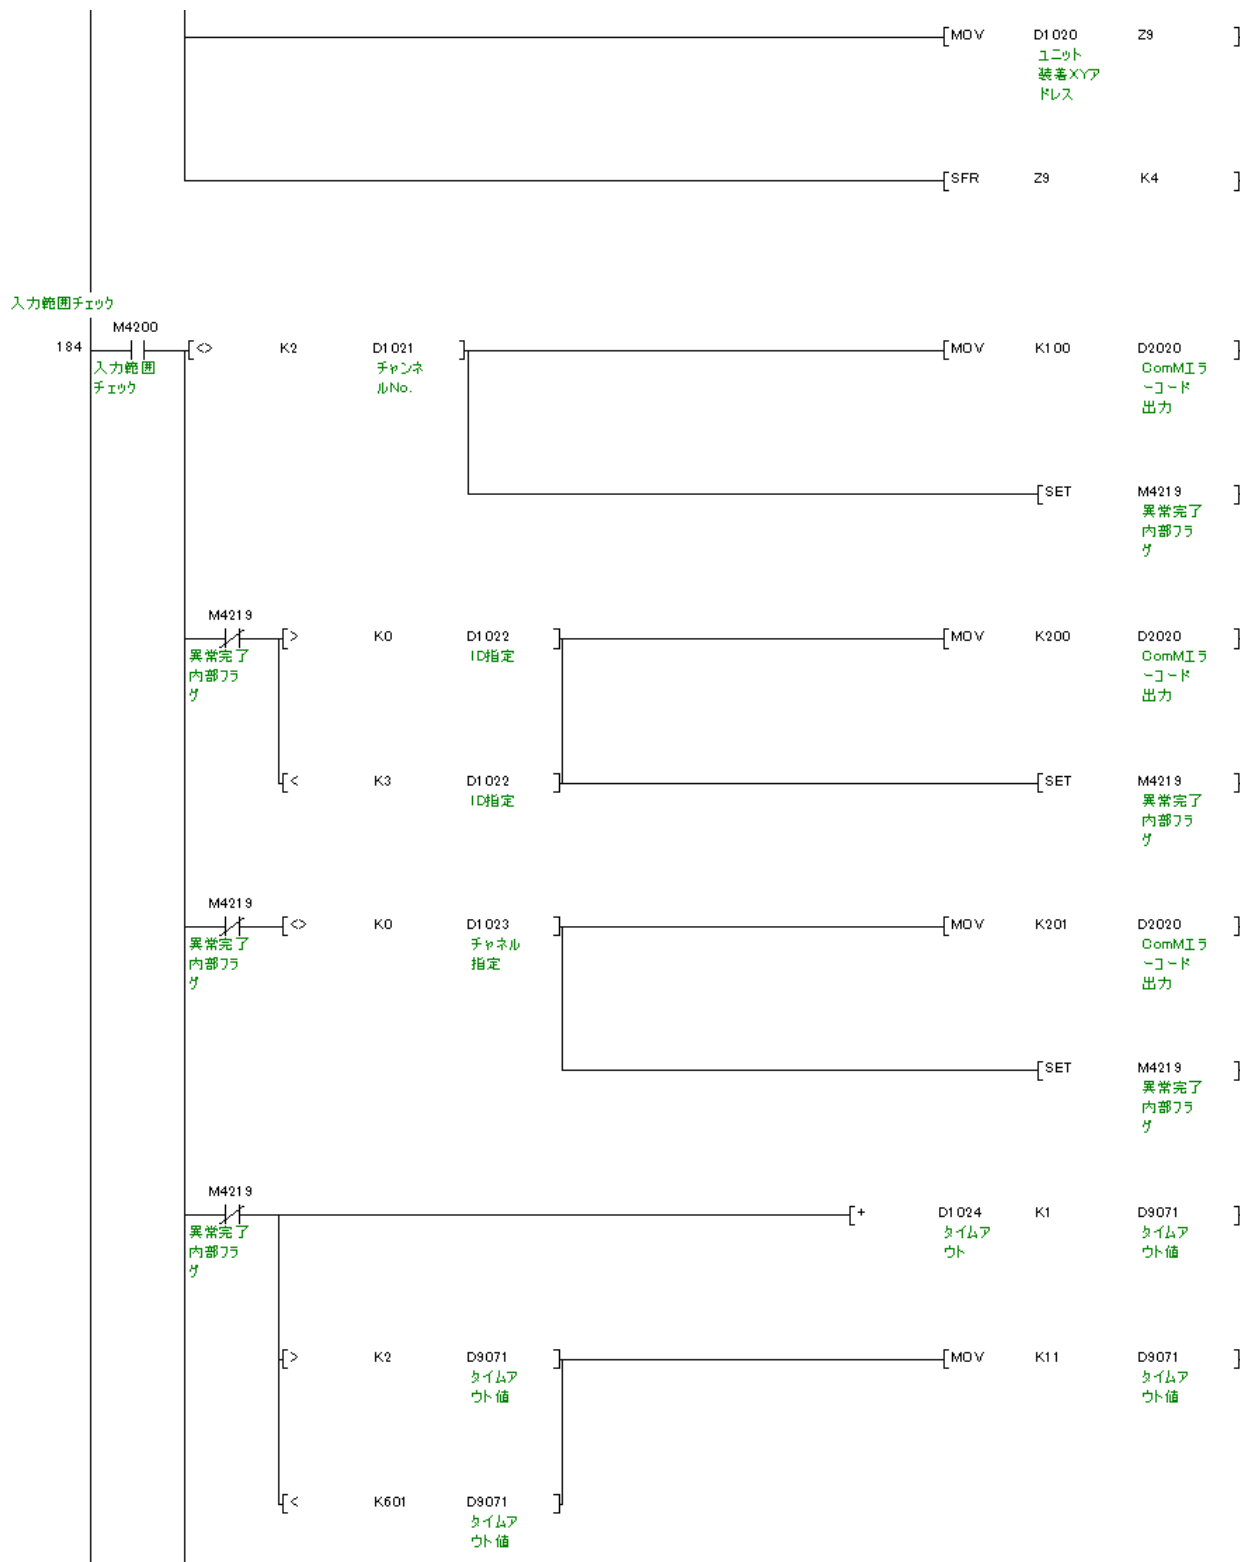 [MOV D1020 Z9 ]
ユニット
装着XYア
ドレス
[SFR Z9 K4 ]
入力範囲チェック
M4200
184 [<> K2 D1021 ] [MOV K100 D2020 ]
入力範囲 チャンネ ComMエラ
チェック ルNo. ーコード
出力
[SET M4219 ]
異常完了
内部フラ
グ
M4219
[> K0 D1022 ] [MOV K200 D2020 ]
異常完了 ID指定 ComMエラ
内部フラ ーコード
グ 出力
[< K3 D1022 ] [SET M4219 ]
ID指定 異常完了
内部フラ
グ
M4219
[<> K0 D1023 ] [MOV K201 D2020 ]
異常完了 チャネル ComMエラ
内部フラ 指定 ーコード
グ 出力
[SET M4219 ]
異常完了
内部フラ
グ
M4219
[+ D1024 K1 D9071 ]
異常完了 タイムア タイムア
内部フラ ウト ウト値
グ
[> K2 D9071 ] [MOV K11 D9071 ]
タイムア タイムア
ウト値 ウト値
[< K601 D9071 ]
タイムア
ウト値